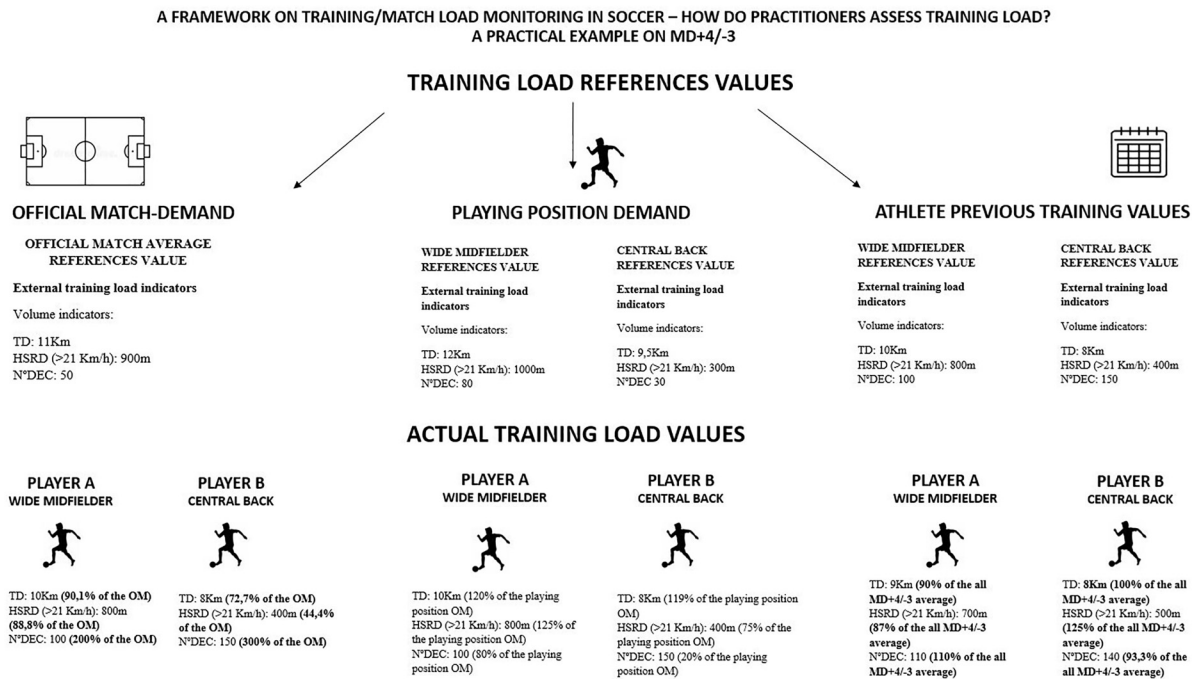 A FRAMEWORK ON TRAINING/MATCH LOAD MONITORING IN SOCCER – HOW DO PRACTITIONERS ASSESS TRAINING LOAD?
A PRACTICAL EXAMPLE ON MD+4/-3
TRAINING LOAD REFERENCES VALUES
OFFICIAL MATCH-DEMAND
OFFICIAL MATCH AVERAGE
REFERENCES VALUE
External training load indicators
Volume indicators:
TD: 11Km
HSRD (>21 Km/h): 900m
N°DEC: 50
PLAYING POSITION DEMAND
WIDE MIDFIELDER
REFERENCES VALUE
External training load
indicators
Volume indicators:
TD: 12Km
HSRD (>21 Km/h): 1000m
N°DEC: 80
CENTRAL BACK
REFERENCES VALUE
External training load
indicators
Volume indicators:
TD: 9,5Km
HSRD (>21 Km/h): 300m
N°DEC 30
ATHLETE PREVIOUS TRAINING VALUES
WIDE MIDFIELDER
REFERENCES VALUE
External training load
indicators
Volume indicators:
TD: 10Km
HSRD (>21 Km/h): 800m
N°DEC: 100
CENTRAL BACK
REFERENCES VALUE
External training load
indicators
Volume indicators:
TD: 8Km
HSRD (>21 Km/h): 400m
N°DEC: 150
ACTUAL TRAINING LOAD VALUES
PLAYER A
WIDE MIDFIELDER
TD: 10Km (90,1% of the OM)
HSRD (>21 Km/h): 800m
(88,8% of the OM)
N°DEC: 100 (200% of the OM)
PLAYER B
CENTRAL BACK
TD: 8Km (72,7% of the OM)
HSRD (>21 Km/h): 400m (44,4%
of the OM)
N°DEC: 150 (300% of the OM)
PLAYER A
WIDE MIDFIELDER
TD: 10Km (120% of the playing
position OM)
HSRD (>21 Km/h): 800m (125% of
the playing position OM)
N°DEC: 100 (80% of the playing
position OM)
PLAYER B
CENTRAL BACK
TD: 8Km (119% of the playing position
OM)
HSRD (>21 Km/h): 400m (75% of the
playing position OM)
N°DEC: 150 (20% of the playing
position OM)
PLAYER A
WIDE MIDFIELDER
TD: 9Km (90% of the all
MD+4/-3 average)
HSRD (>21 Km/h): 700m
(87% of the all MD+4/-3
average)
N°DEC: 110 (110% of the all
MD+4/-3 average)
PLAYER B
CENTRAL BACK
TD: 8Km (100% of the all
MD+4/-3 average)
HSRD (>21 Km/h): 500m
(125% of the all MD+4/-3
average)
N°DEC: 140 (93,3% of the
all MD+4/-3 average)